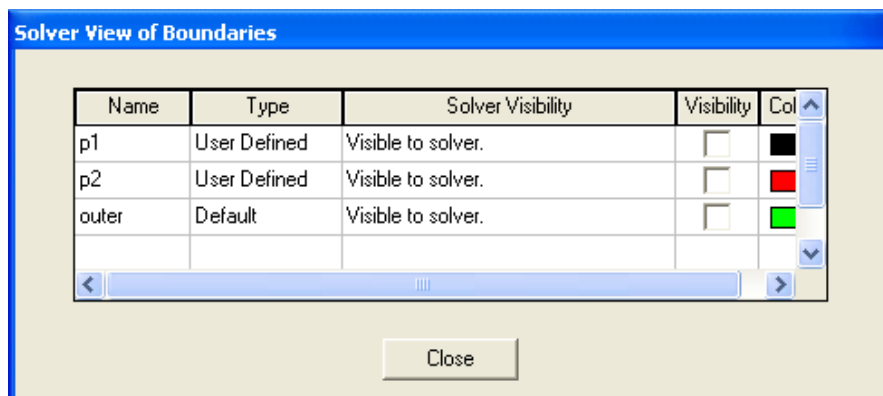 Solver View of Boundaries
Name Type Solver Visibility Visibility Col
p1 User Defined Visible to solver.
p2 User Defined Visible to solver.
outer Default Visible to solver.
Close